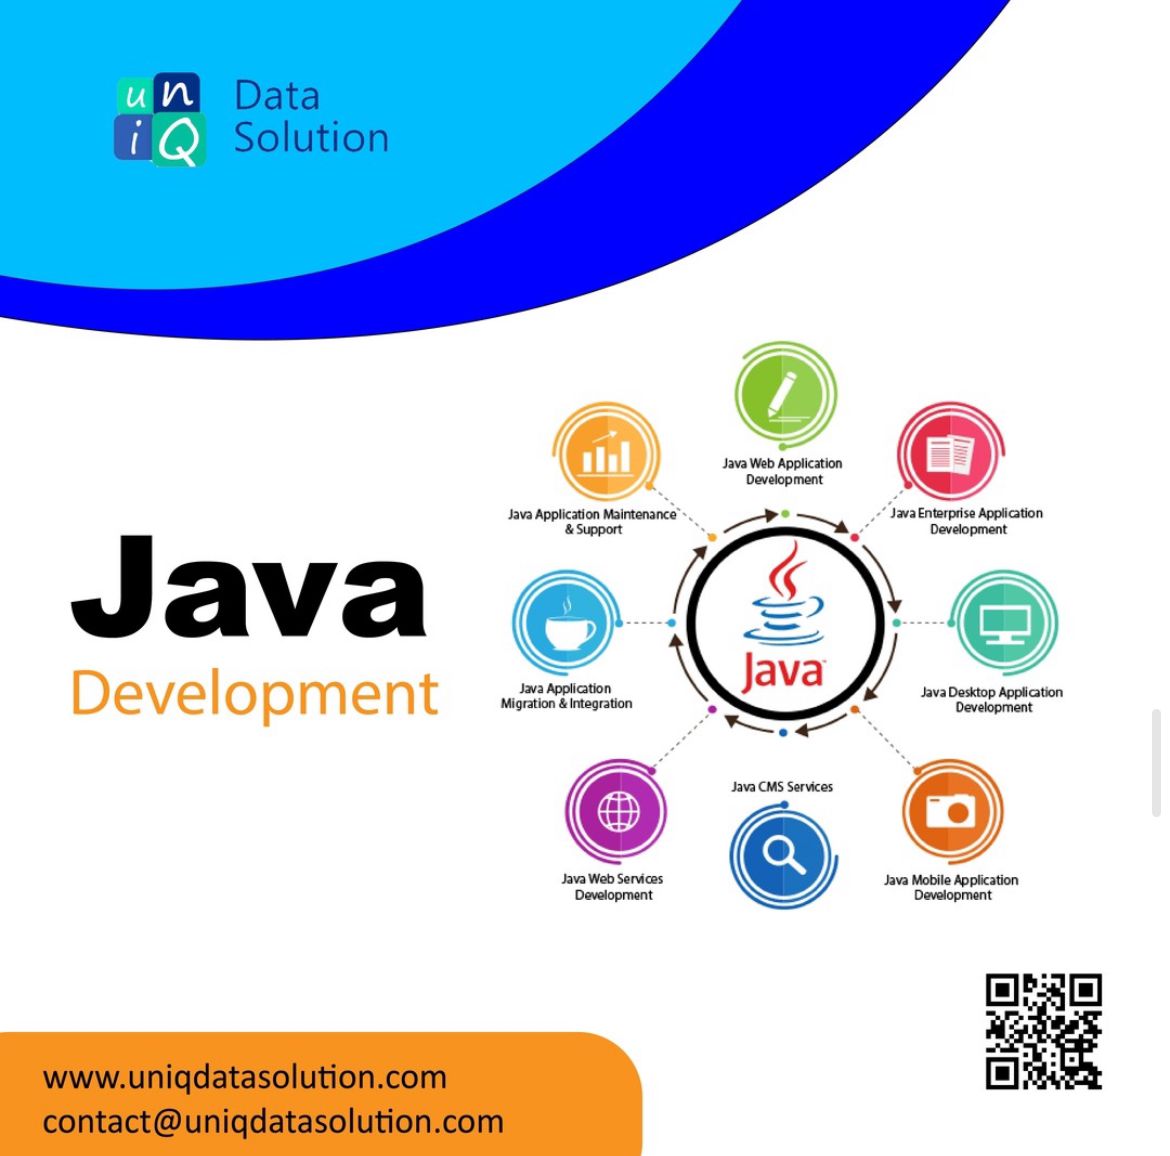 un
iQ
Data
Solution
Java
Development
Java Web Application
Development
Java Enterprise Application
Development
Java Desktop Application
Development
Java Mobile Application
Development
Java CMS Services
Java Web Services
Development
Java Application
Migration & Integration
Java Application Maintenance
& Support
Java
www.uniqdatasolution.com
contact@uniqdatasolution.com